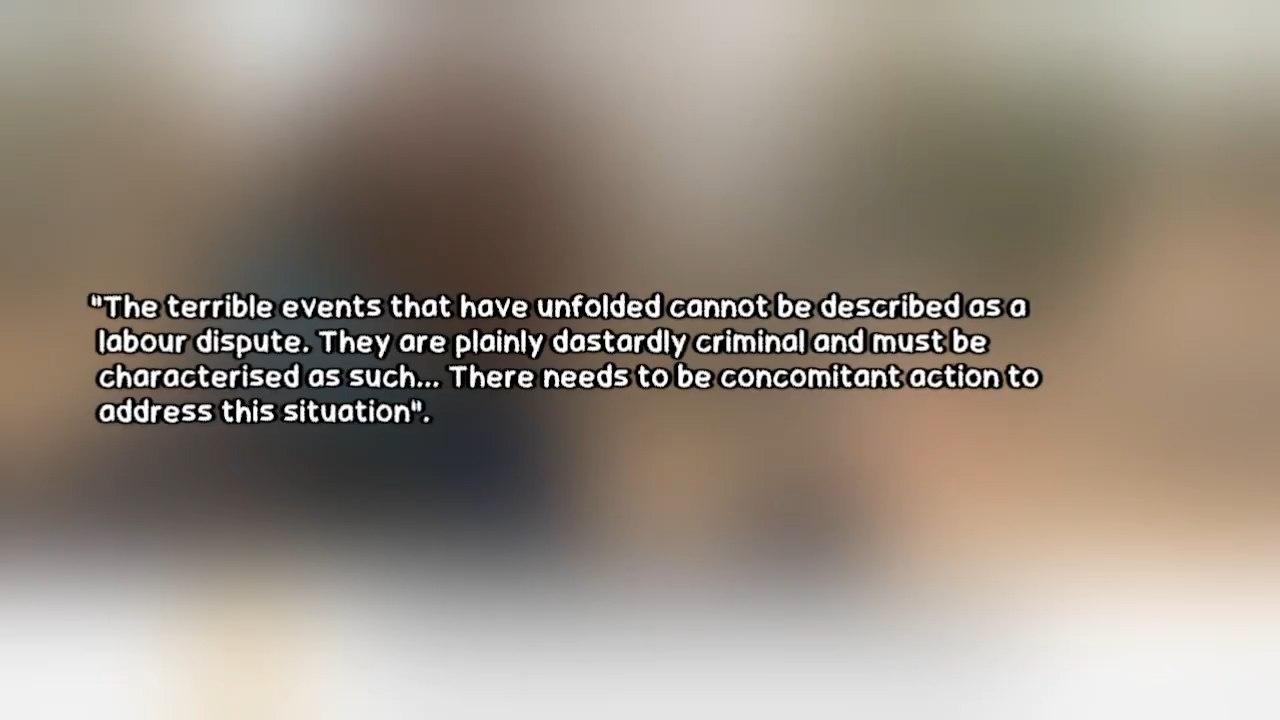 "The terrible events that have unfolded cannot be described as a
labour dispute. They are plainly dastardly criminal and must be
characterised as such... There needs to be concomitant action to
address this situation".